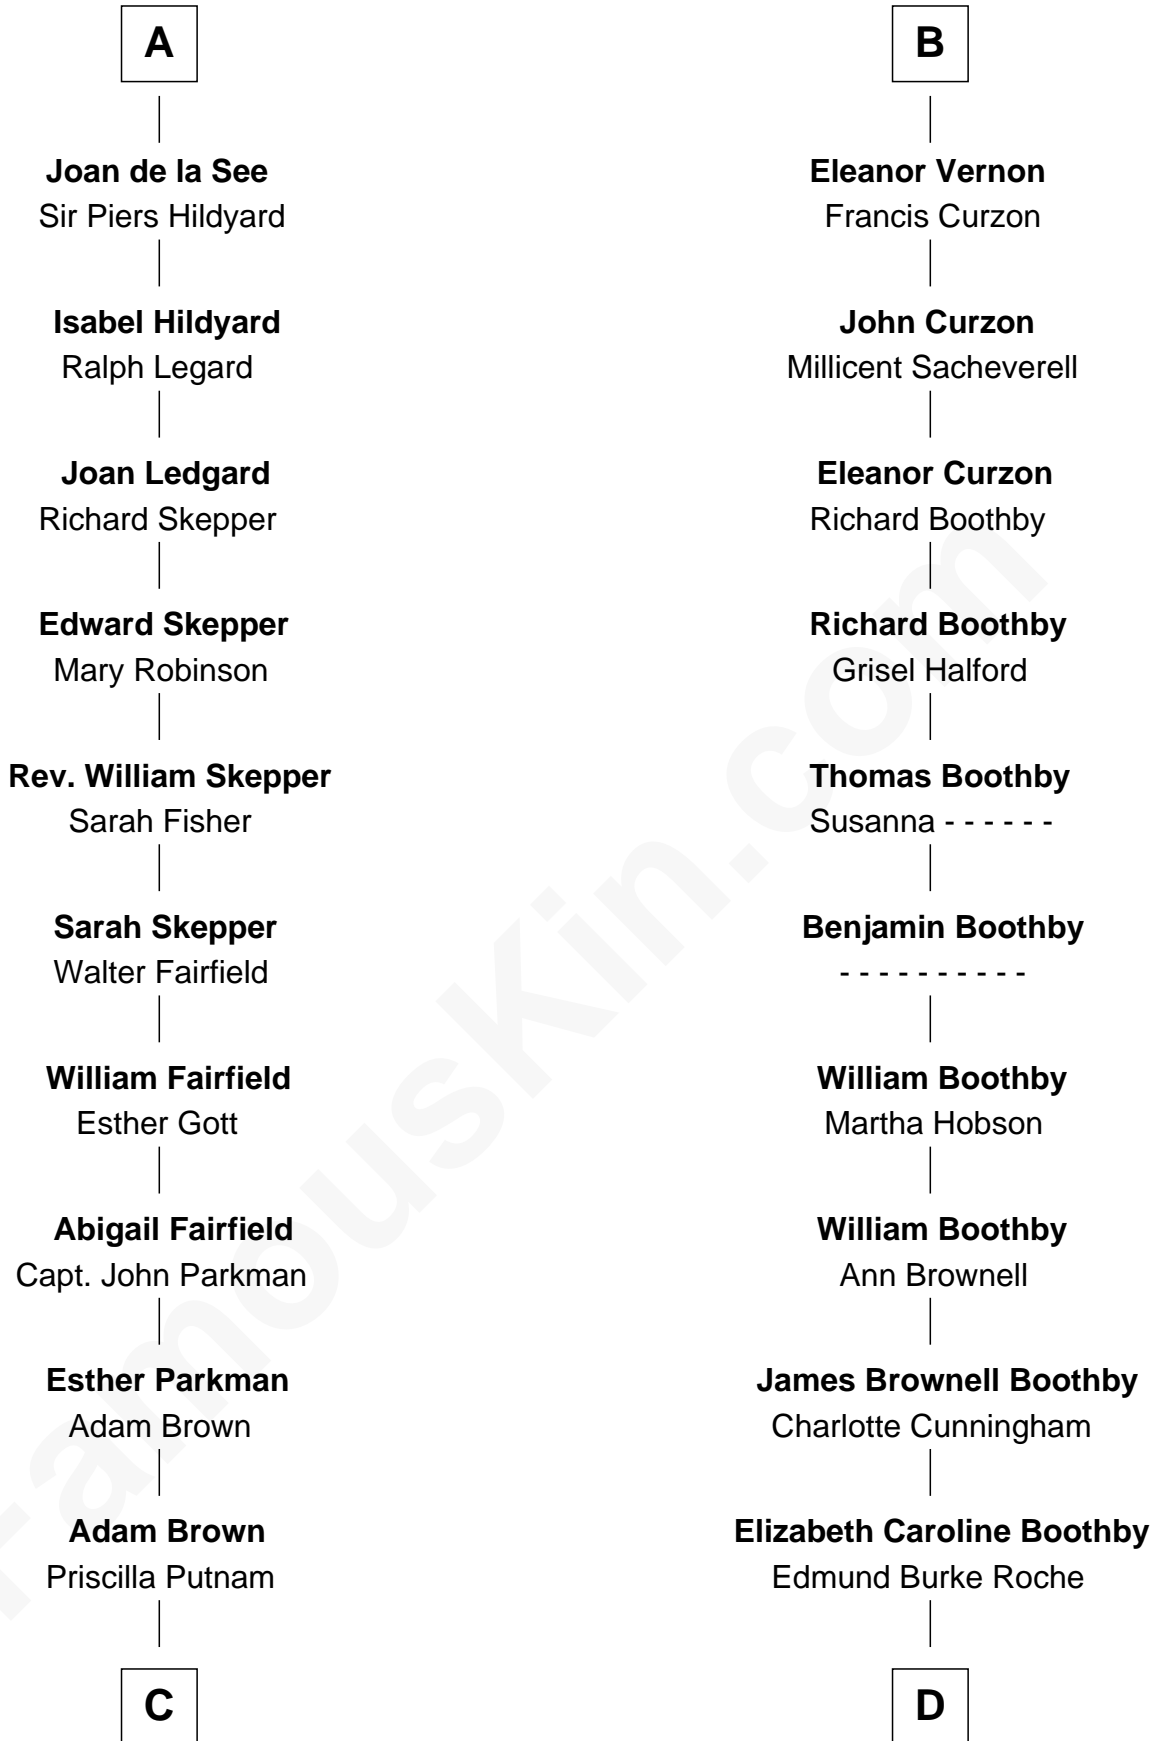 A
Joan de la See
Sir Piers Hildyard
Isabel Hildyard
Ralph Legard
Joan Ledgard
Richard Skepper
Edward Skepper
Mary Robinson
Rev. William Skepper
Sarah Fisher
Sarah Skepper
Walter Fairfield
William Fairfield
Esther Gott
Abigail Fairfield
Capt. John Parkman
Esther Parkman
Adam Brown
Adam Brown
Priscilla Putnam
C
B
Eleanor Vernon
Francis Curzon
John Curzon
Millicent Sacheverell
Eleanor Curzon
Richard Boothby
Richard Boothby
Grisel Halford
Thomas Boothby
Susanna - - - - - -
Benjamin Boothby
- - - - - - - - - -
William Boothby
Martha Hobson
William Boothby
Ann Brownell
James Brownell Boothby
Charlotte Cunningham
Elizabeth Caroline Boothby
Edmund Burke Roche
D
FamousKin.com